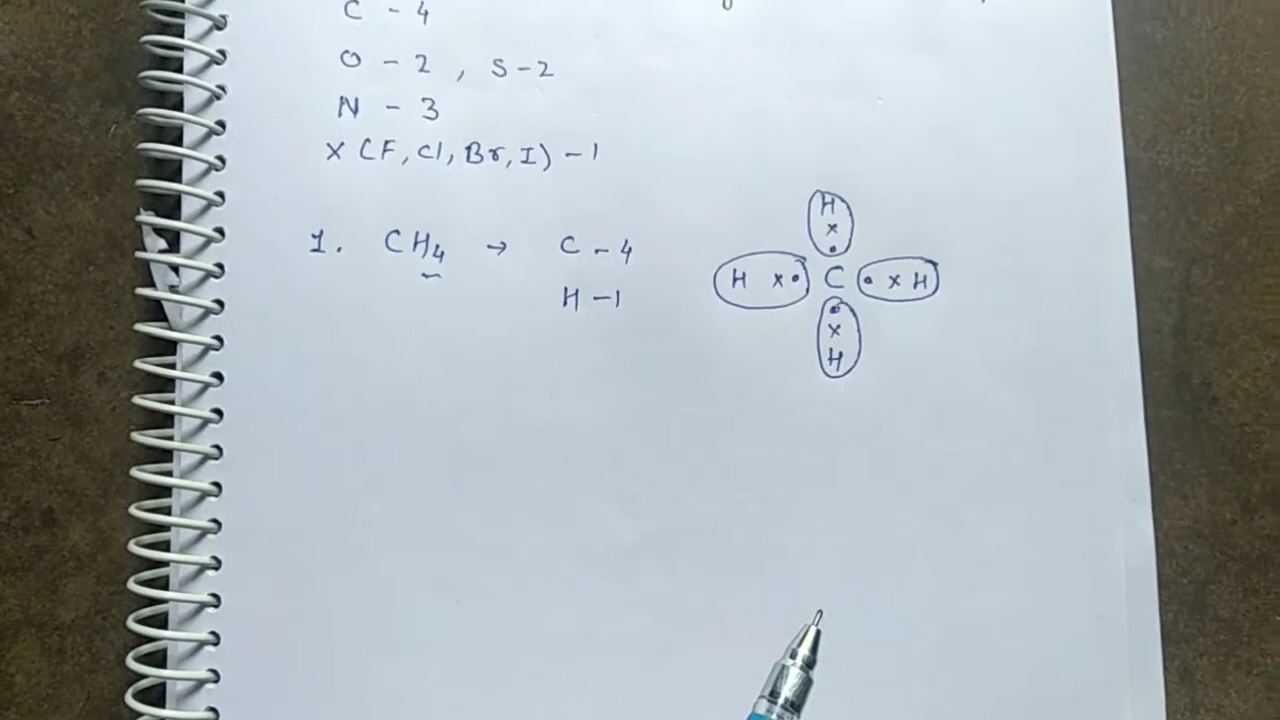 C - 4
O - 2 , S - 2
N - 3
X (F, Cl, Br, I) - 1
1. CH4 → C - 4
H - 1
H
x
•
H x • C • x H
•
x
H